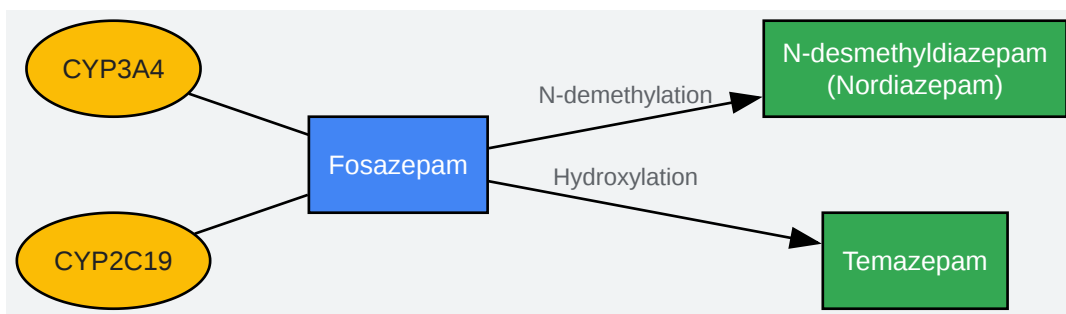 CYP3A4
CYP2C19
Fosazepam
N-demethylation
Hydroxylation
N-desmethyldiazepam
(Nordiazepam)
Temazepam